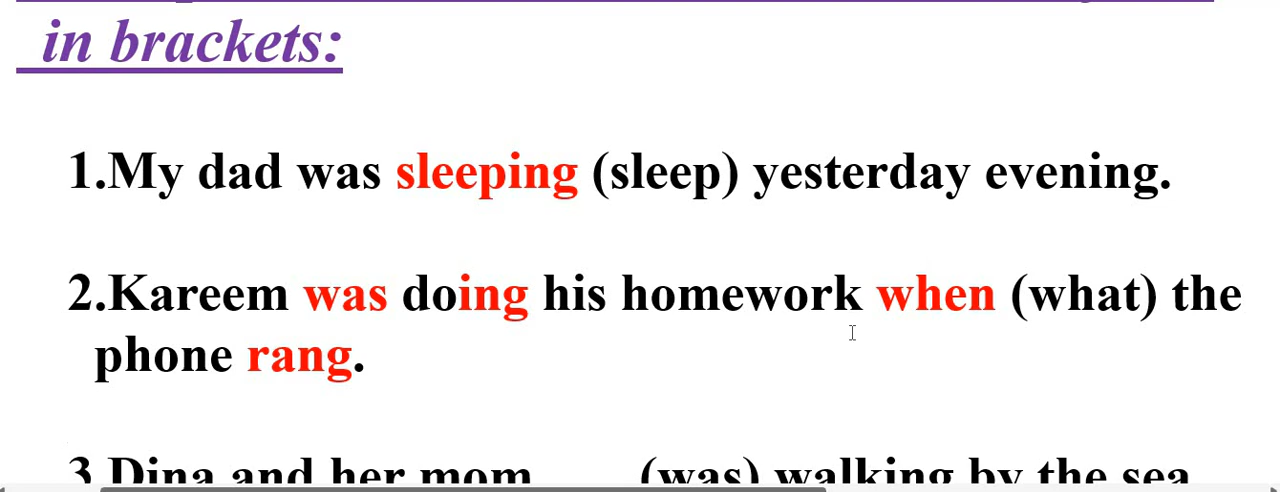 in brackets:
1.My dad was sleeping (sleep) yesterday evening.
2.Kareem was doing his homework when (what) the
phone rang.
3.Dina and her mom ____ (was) walking by the sea